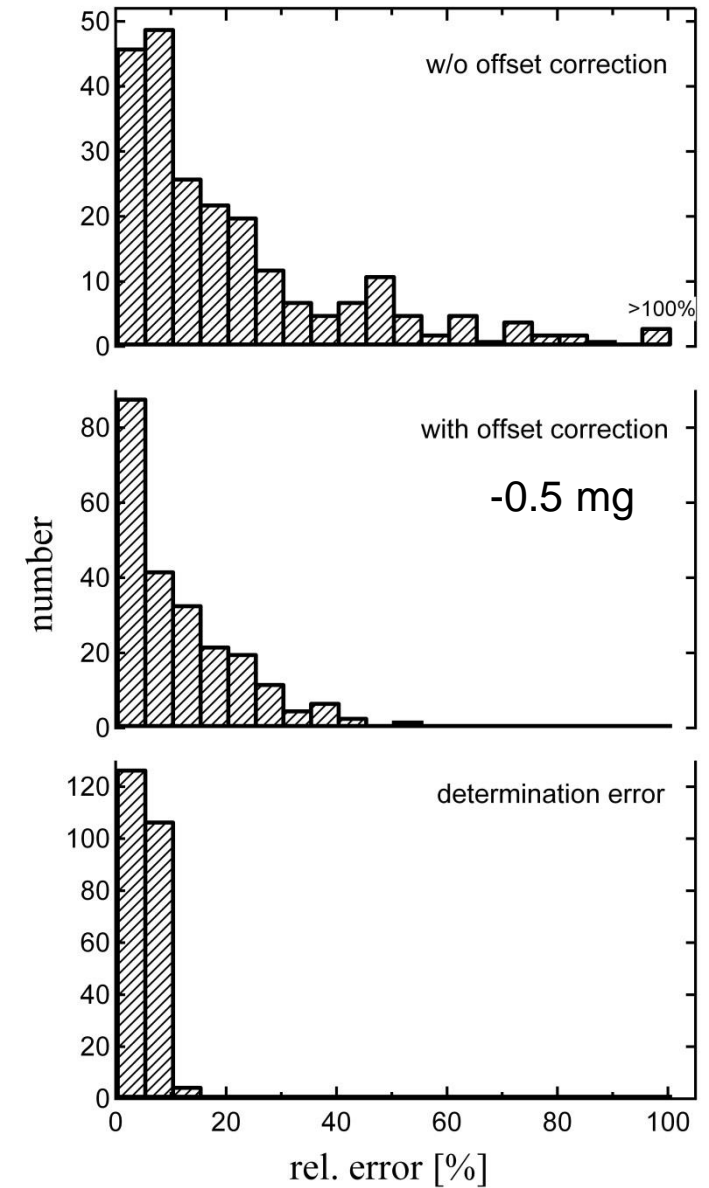 50
w/o offset correction
40
30
20
10
>100%
0
with offset correction
80
-0.5 mg
60
number
40
20
0
determination error
120
100
80
60
40
20
0
0 20 40 60 80 100
rel. error [%]